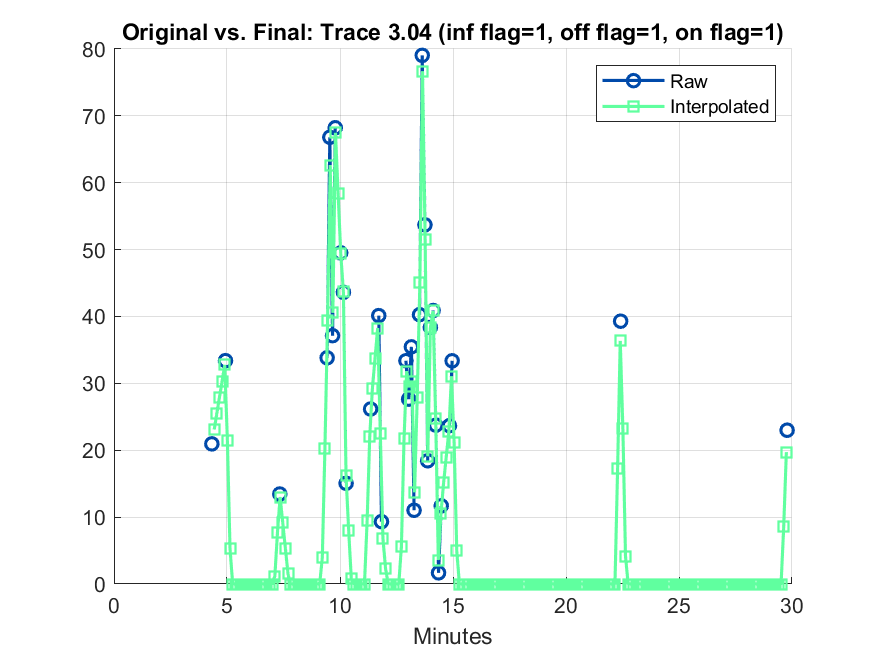 Original vs. Final: Trace 3.04 (inf flag=1, off flag=1, on flag=1)
80
70
60
50
40
30
20
10
0
Raw
Interpolated
0 5 10 15 20 25 30
Minutes